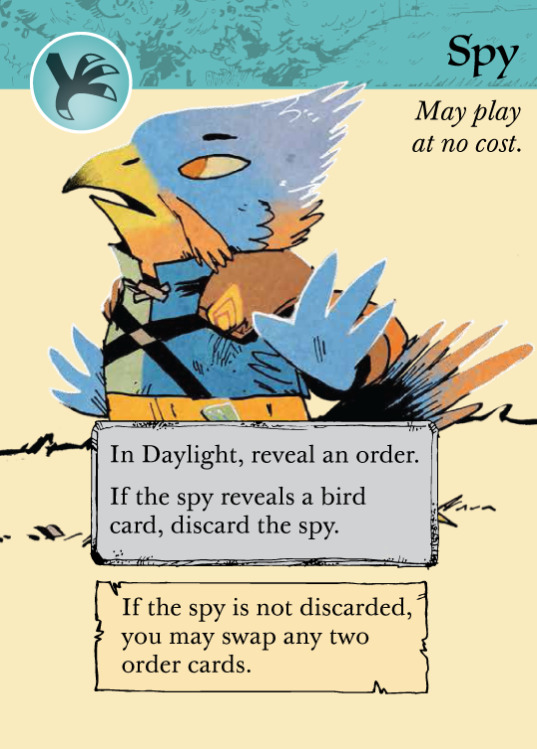 Spy
May play
at no cost.
In Daylight, reveal an order.
If the spy reveals a bird
card, discard the spy.
If the spy is not discarded,
you may swap any two
order cards.